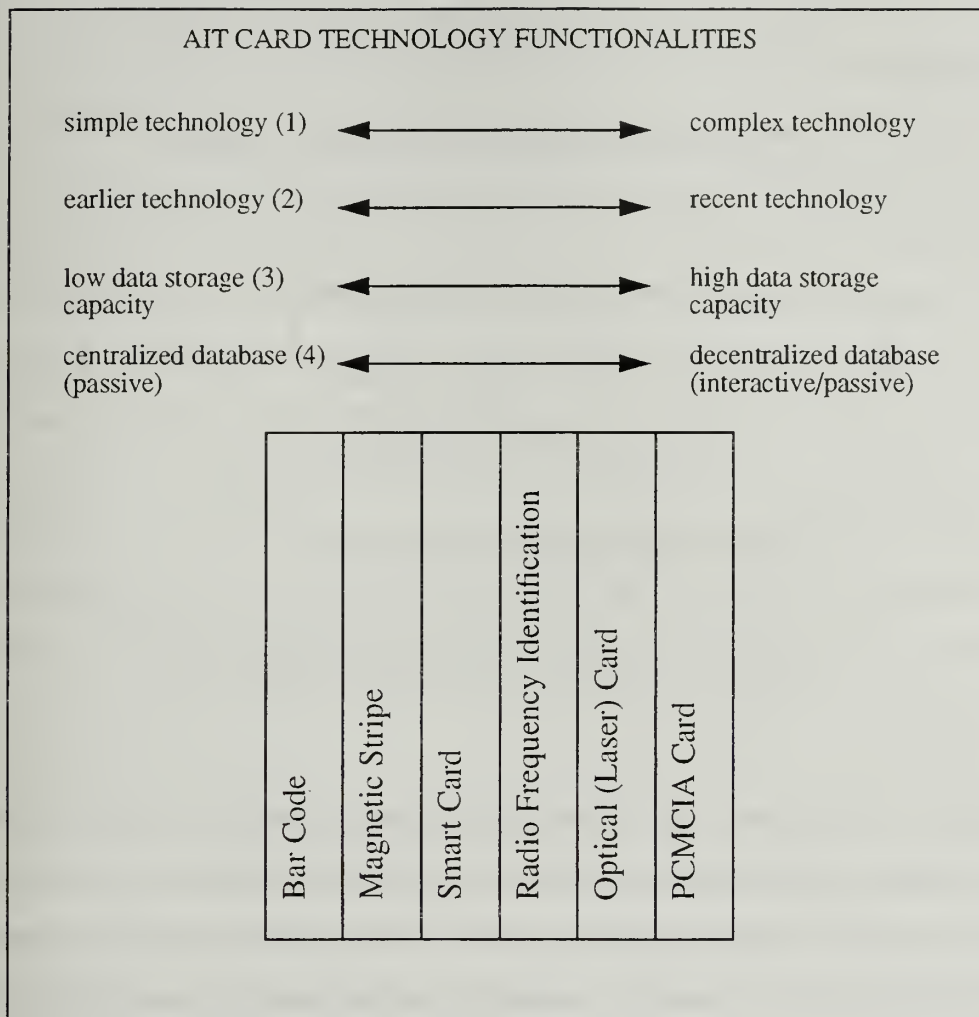 AIT CARD TECHNOLOGY FUNCTIONALITIES
simple technology (1)
complex technology
earlier technology (2)
recent technology
low data storage (3)
capacity
high data storage
capacity
centralized database (4)
(passive)
decentralized database
(interactive/passive)
Bar Code
Magnetic Stripe
Smart Card
Radio Frequency Identification
Optical (Laser) Card
PCMCIA Card